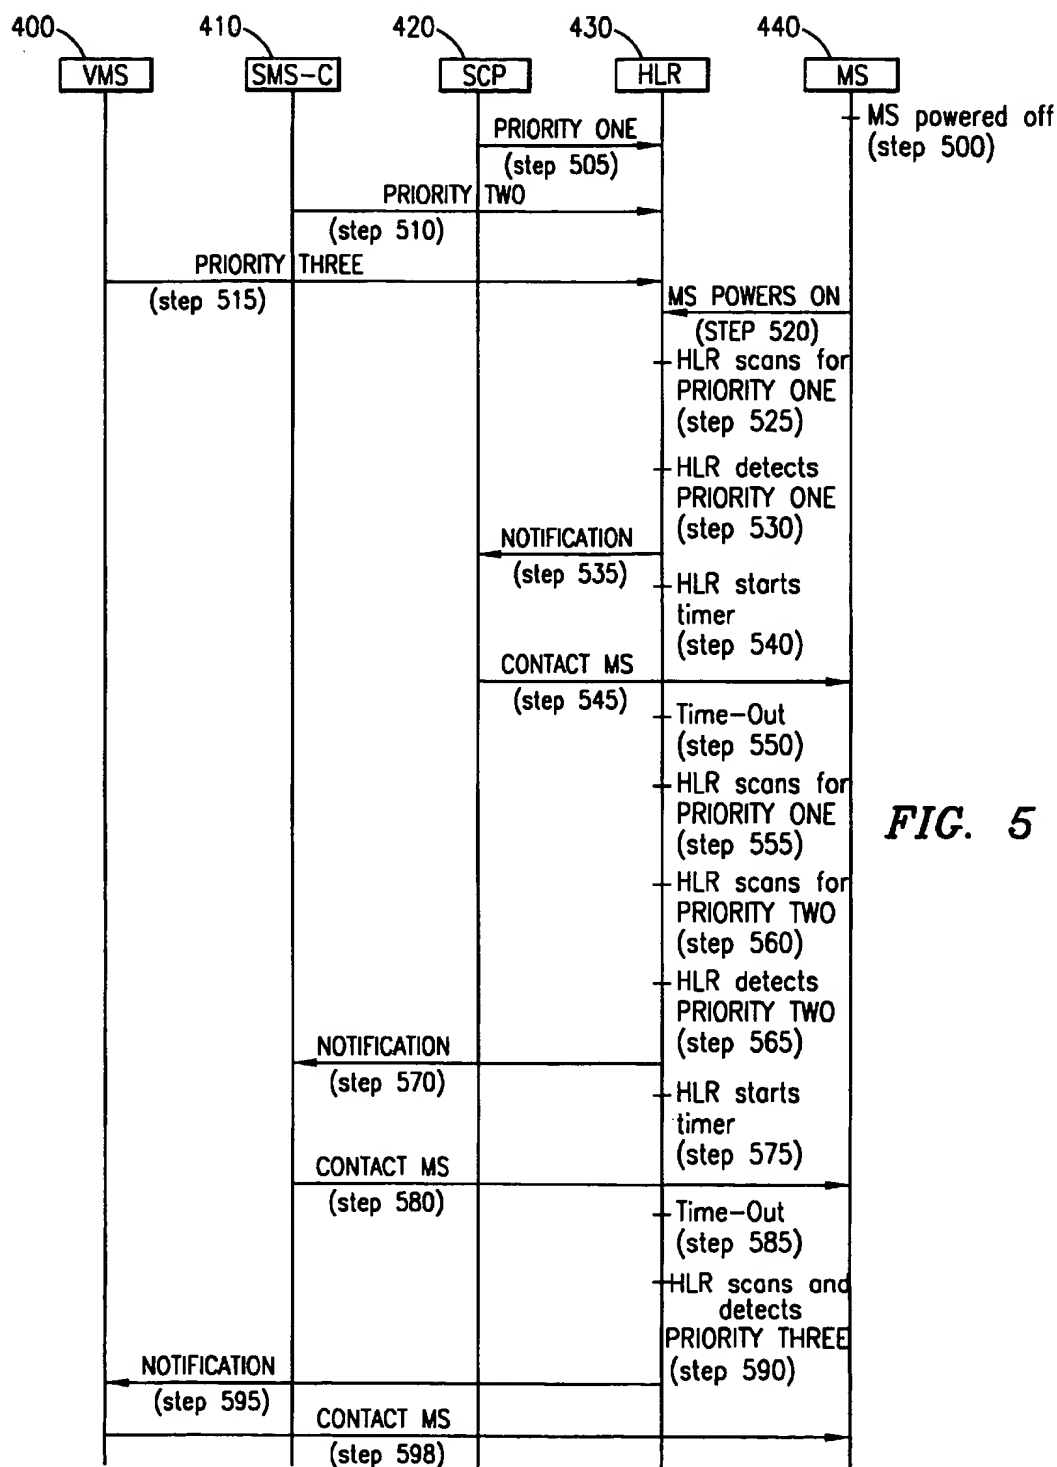 400
410
420
430
440
VMS
SMS-C
SCP
HLR
MS
MS powered off
(step 500)
PRIORITY ONE
(step 505)
PRIORITY TWO
(step 510)
PRIORITY THREE
(step 515)
MS POWERS ON
(STEP 520)
HLR scans for
PRIORITY ONE
(step 525)
HLR detects
PRIORITY ONE
(step 530)
NOTIFICATION
(step 535)
HLR starts
timer
(step 540)
CONTACT MS
(step 545)
Time-Out
(step 550)
HLR scans for
PRIORITY ONE
(step 555)
FIG. 5
HLR scans for
PRIORITY TWO
(step 560)
HLR detects
PRIORITY TWO
(step 565)
NOTIFICATION
(step 570)
HLR starts
timer
(step 575)
CONTACT MS
(step 580)
Time-Out
(step 585)
HLR scans and
detects
PRIORITY THREE
(step 590)
NOTIFICATION
(step 595)
CONTACT MS
(step 598)